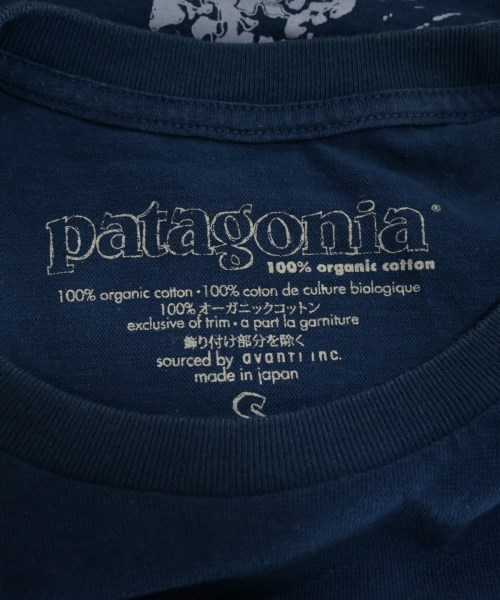 patagonia®
100% organic cotton
100% organic cotton • 100% coton de culture biologique
100%オーガニックコットン
exclusive of trim • a part la garniture
飾り付け部分を除く
sourced by avanti inc.
made in japan
S